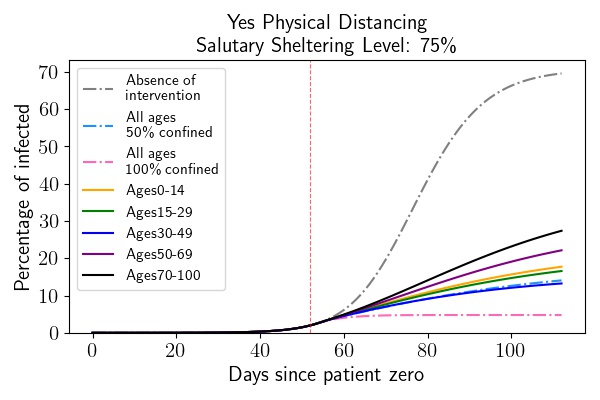 Yes Physical Distancing
Salutary Sheltering Level: 75%
Percentage of infected
70
60
50
40
30
20
10
0
Absence of
intervention
All ages
50% confined
All ages
100% confined
Ages0-14
Ages15-29
Ages30-49
Ages50-69
Ages70-100
0 20 40 60 80 100
Days since patient zero